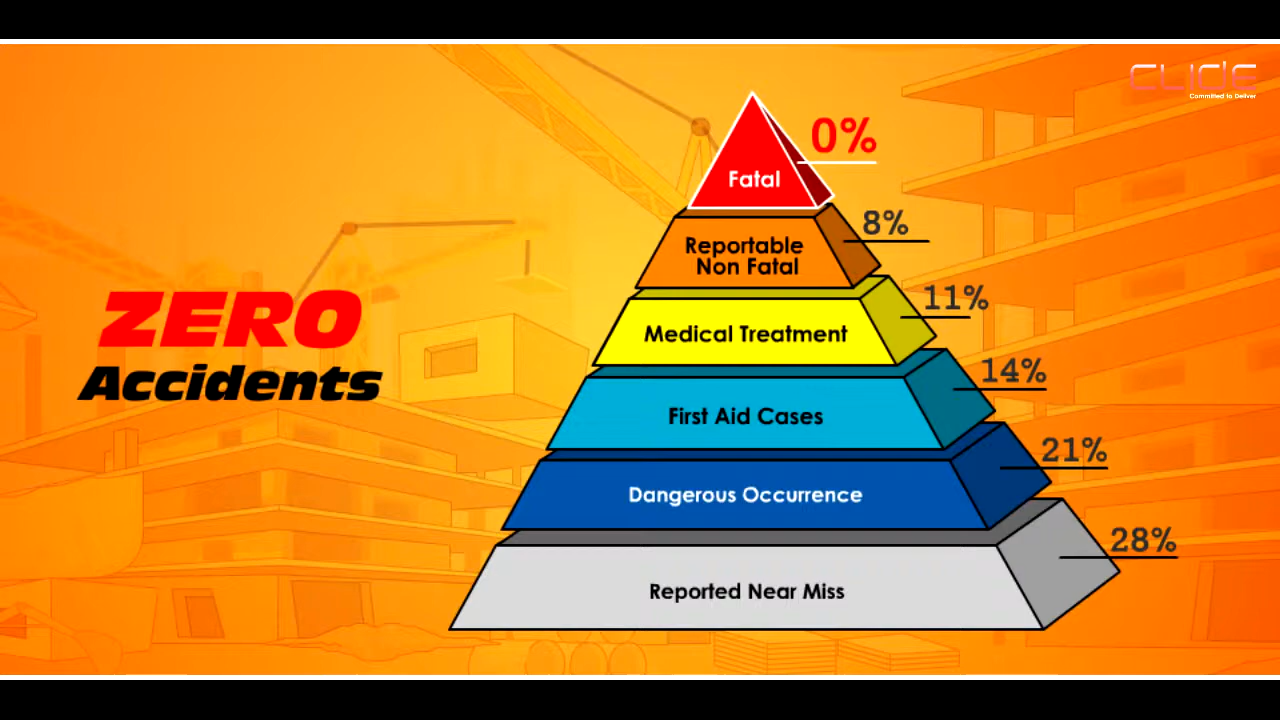 CLIC'E
Committed to Deliver
0%
Fatal
8%
Reportable
Non Fatal
11%
ZERO
Accidents
Medical Treatment
14%
First Aid Cases
21%
Dangerous Occurrence
28%
Reported Near Miss